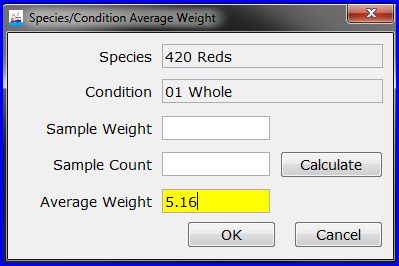 Species/Condition Average Weight
Species 420 Reds
Condition 01 Whole
Sample Weight
Sample Count Calculate
Average Weight 5.16
OK Cancel